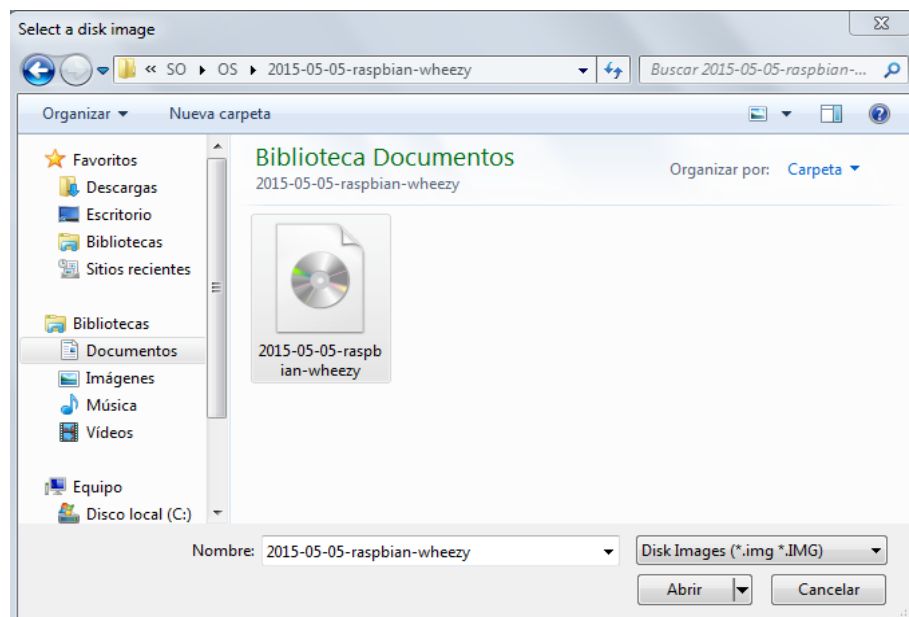 Select a disk image
« SO OS 2015-05-05-raspbian-wheezy Buscar 2015-05-05-raspbian-...
Organizar Nueva carpeta
Favoritos
Descargas
Escritorio
Bibliotecas
Sitios recientes
Bibliotecas
Documentos
Imágenes
Música
Vídeos
Equipo
Disco local (C:)
Biblioteca Documentos
2015-05-05-raspbian-wheezy
Organizar por: Carpeta
2015-05-05-raspb
ian-wheezy
Nombre: 2015-05-05-raspbian-wheezy Disk Images (*.img *.IMG)
Abrir Cancelar